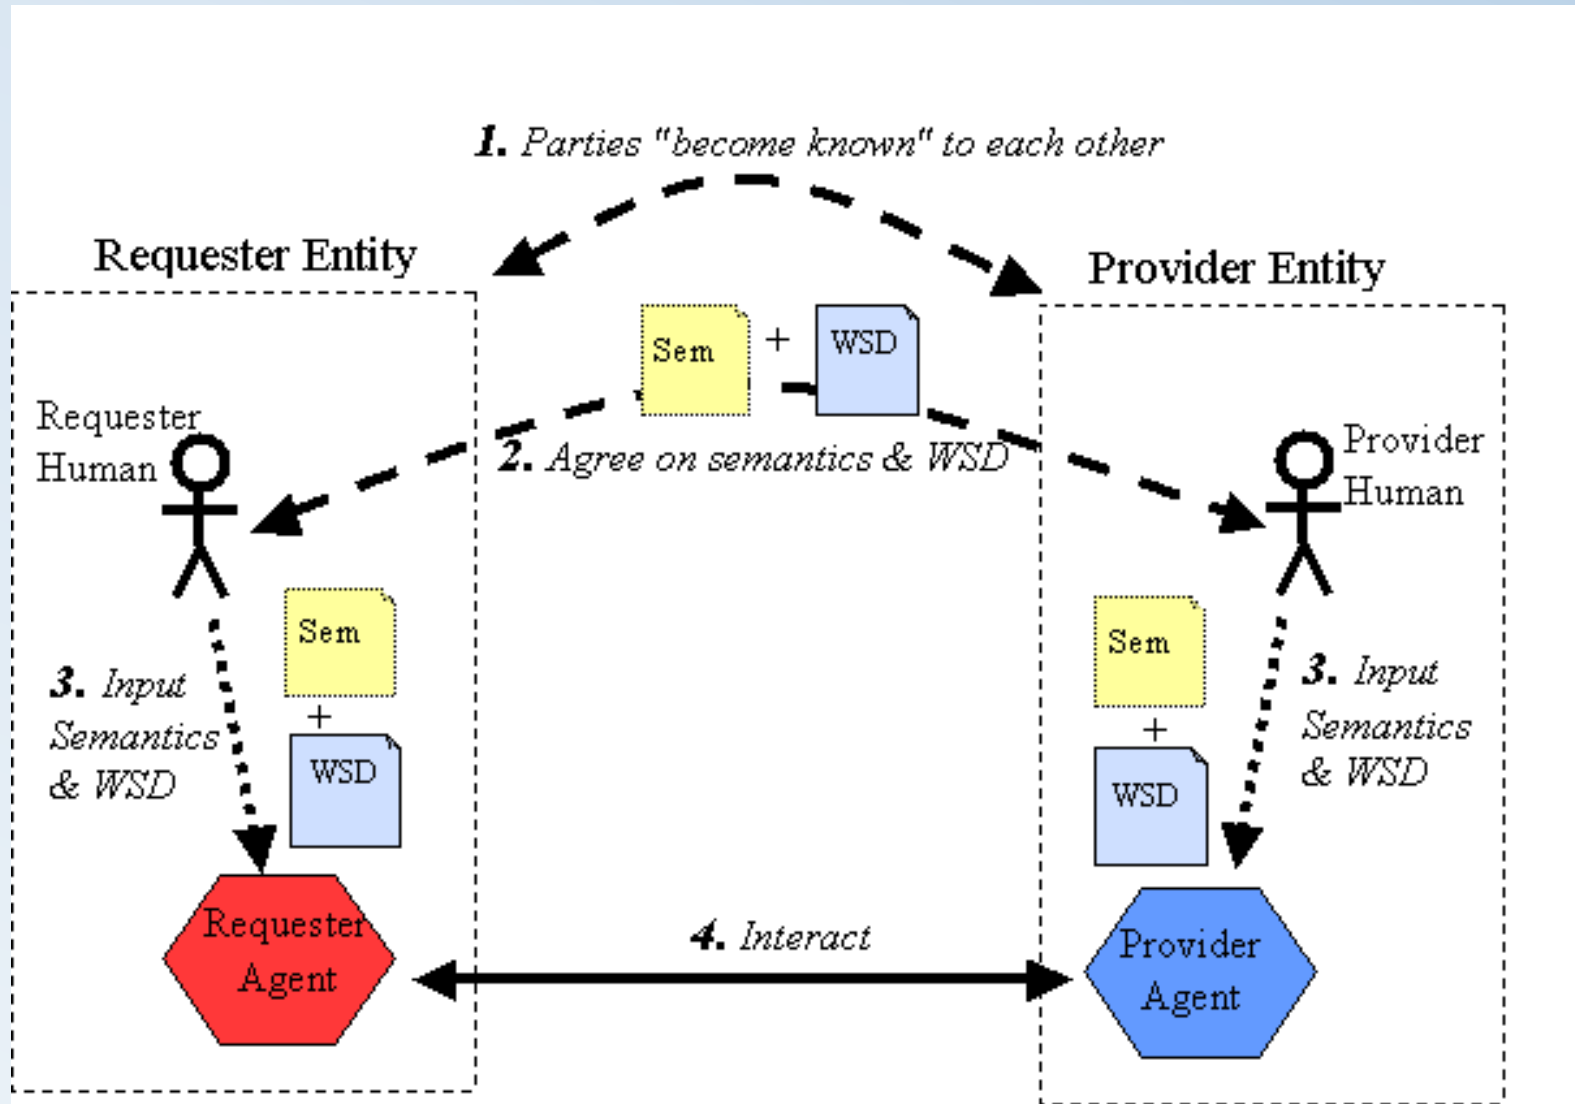 1. Parties "become known" to each other
Requester Entity
Provider Entity
Sem
+
WSD
2. Agree on semantics & WSD
Requester
Human
Provider
Human
Sem
+
WSD
3. Input
Semantics
& WSD
Sem
+
WSD
3. Input
Semantics
& WSD
Requester
Agent
4. Interact
Provider
Agent